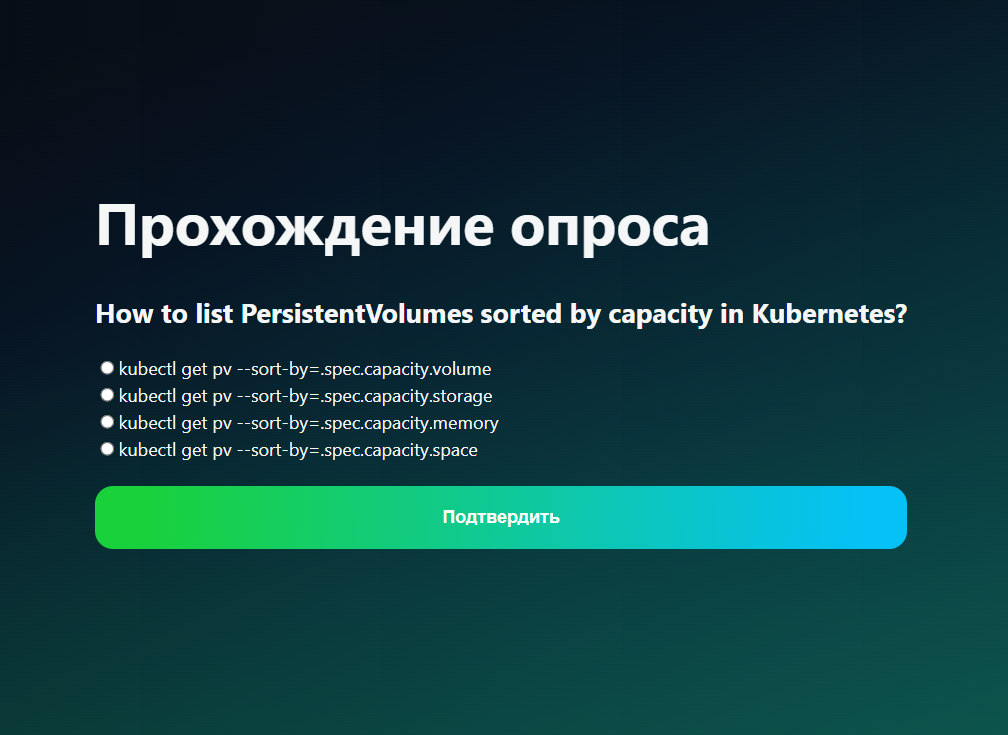 Прохождение опроса
How to list PersistentVolumes sorted by capacity in Kubernetes?
kubectl get pv --sort-by=.spec.capacity.volume
kubectl get pv --sort-by=.spec.capacity.storage
kubectl get pv --sort-by=.spec.capacity.memory
kubectl get pv --sort-by=.spec.capacity.space
Подтвердить